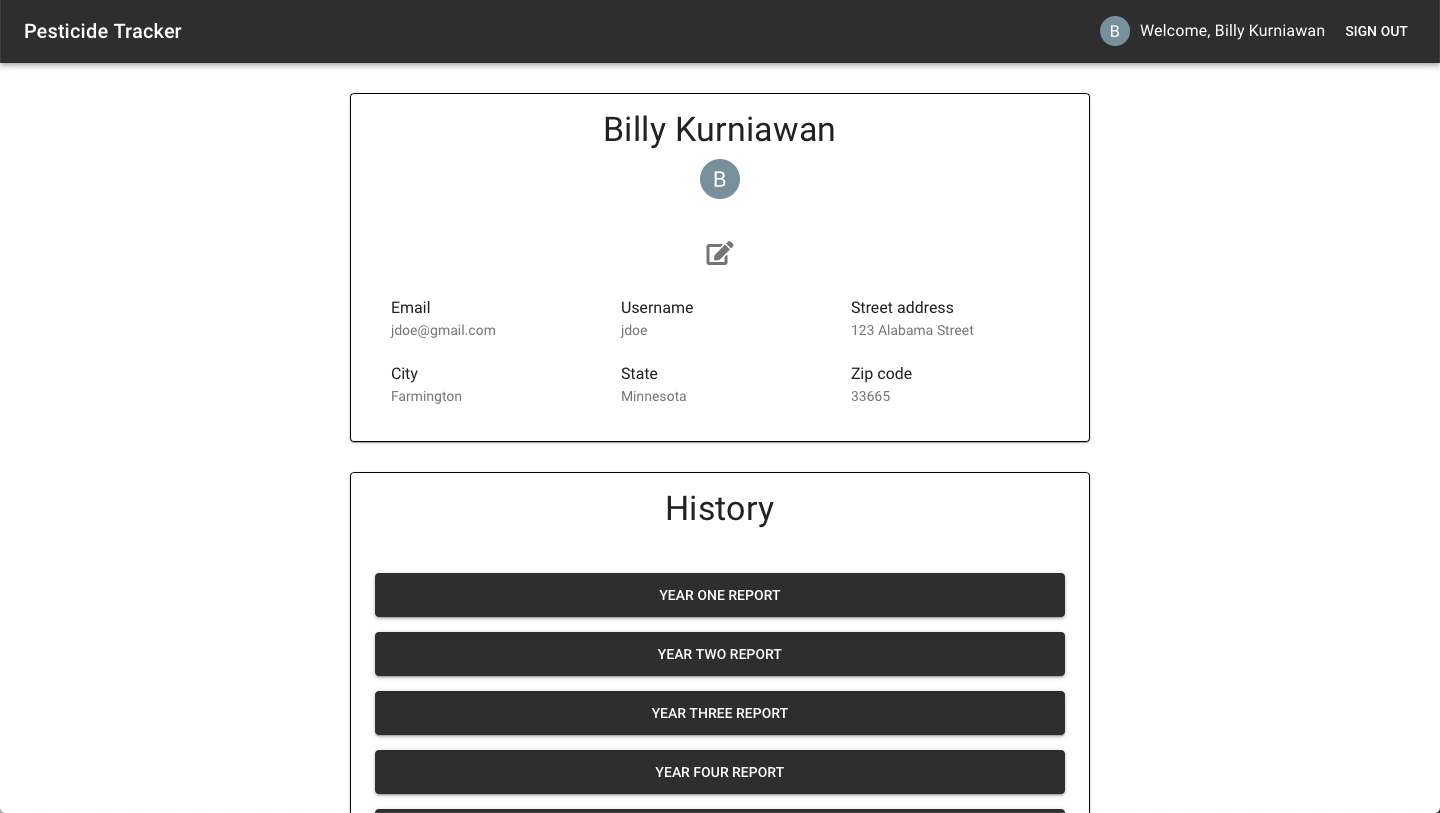 Pesticide Tracker
B Welcome, Billy Kurniawan SIGN OUT
Billy Kurniawan
B
Email Username Street address
jdoe@gmail.com jdoe 123 Alabama Street
City State Zip code
Farmington Minnesota 33665
History
YEAR ONE REPORT
YEAR TWO REPORT
YEAR THREE REPORT
YEAR FOUR REPORT